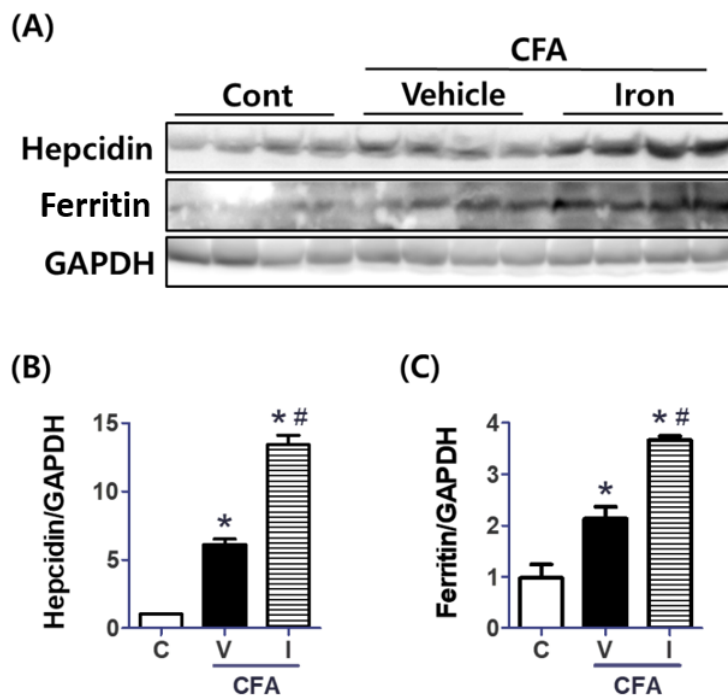 (A)
CFA
Cont Vehicle Iron
Hepcidin
Ferritin
GAPDH
(B)
Hepcidin/GAPDH
15
10
5
0
*
* #
C V I
CFA
(C)
Ferritin/GAPDH
4
3
2
1
0
*
* #
C V I
CFA